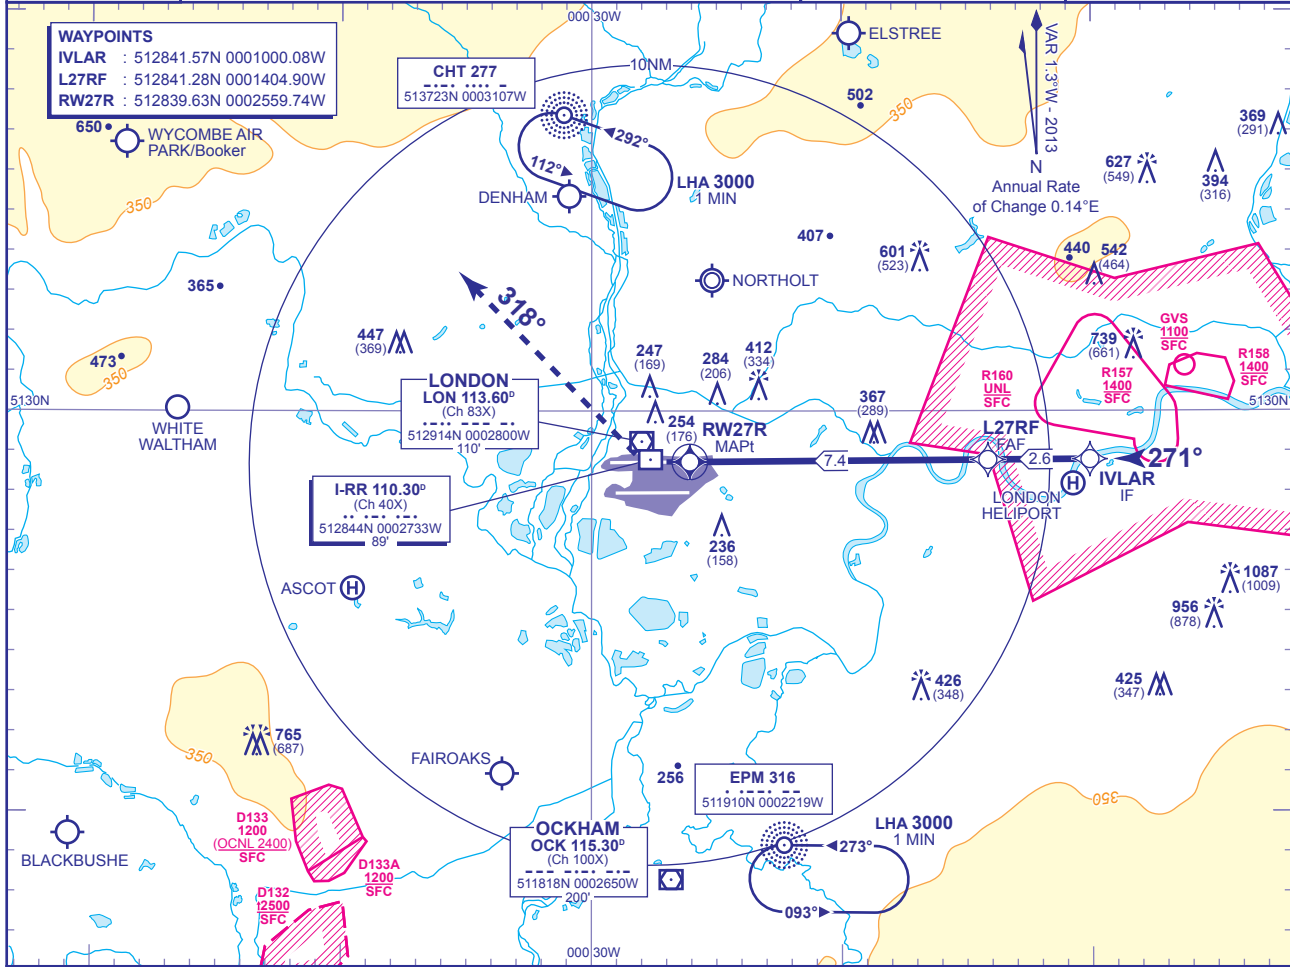 WAYPOINTS
IVLAR : 512841.57N 0001000.08W
L27RF : 512841.28N 0001404.90W
RW27R : 512839.63N 0002559.74W
000 30W
ELSTREE
VAR 1.3°W - 2013
N
Annual Rate
of Change 0.14°E
10NM
CHT 277
513723N 0003107W
502
350
369
(291)
650
WYCOMBE AIR
PARK/Booker
292°
112°
LHA 3000
1 MIN
DENHAM
627
(549)
394
(316)
350
407
601
(523)
440
542
(464)
365
NORTHOLT
318°
447
(369)
473
350
247
(169)
284
(206)
412
(334)
739
(661)
GVS
1100
SFC
R158
1400
SFC
R160
UNL
SFC
R157
1400
SFC
5130N
5130N
LONDON
LON 113.60D
(Ch 83X)
512914N 0002800W
110'
WHITE
WALTHAM
254
(176)
RW27R
MAPt
367
(289)
L27RF
FAF
7.4
2.6
271°
IVLAR
IF
H
LONDON
HELIPORT
I-RR 110.30D
(Ch 40X)
512844N 0002733W
89'
236
(158)
ASCOT
H
1087
(1009)
956
(878)
426
(348)
425
(347)
765
(687)
350
FAIROAKS
256
EPM 316
511910N 0002219W
350
D133
1200
(OCNL 2400)
SFC
D133A
1200
SFC
D132
12500
SFC
BLACKBUSHE
OCKHAM
OCK 115.30D
(Ch 100X)
511818N 0002650W
200'
LHA 3000
1 MIN
273°
093°
000 30W